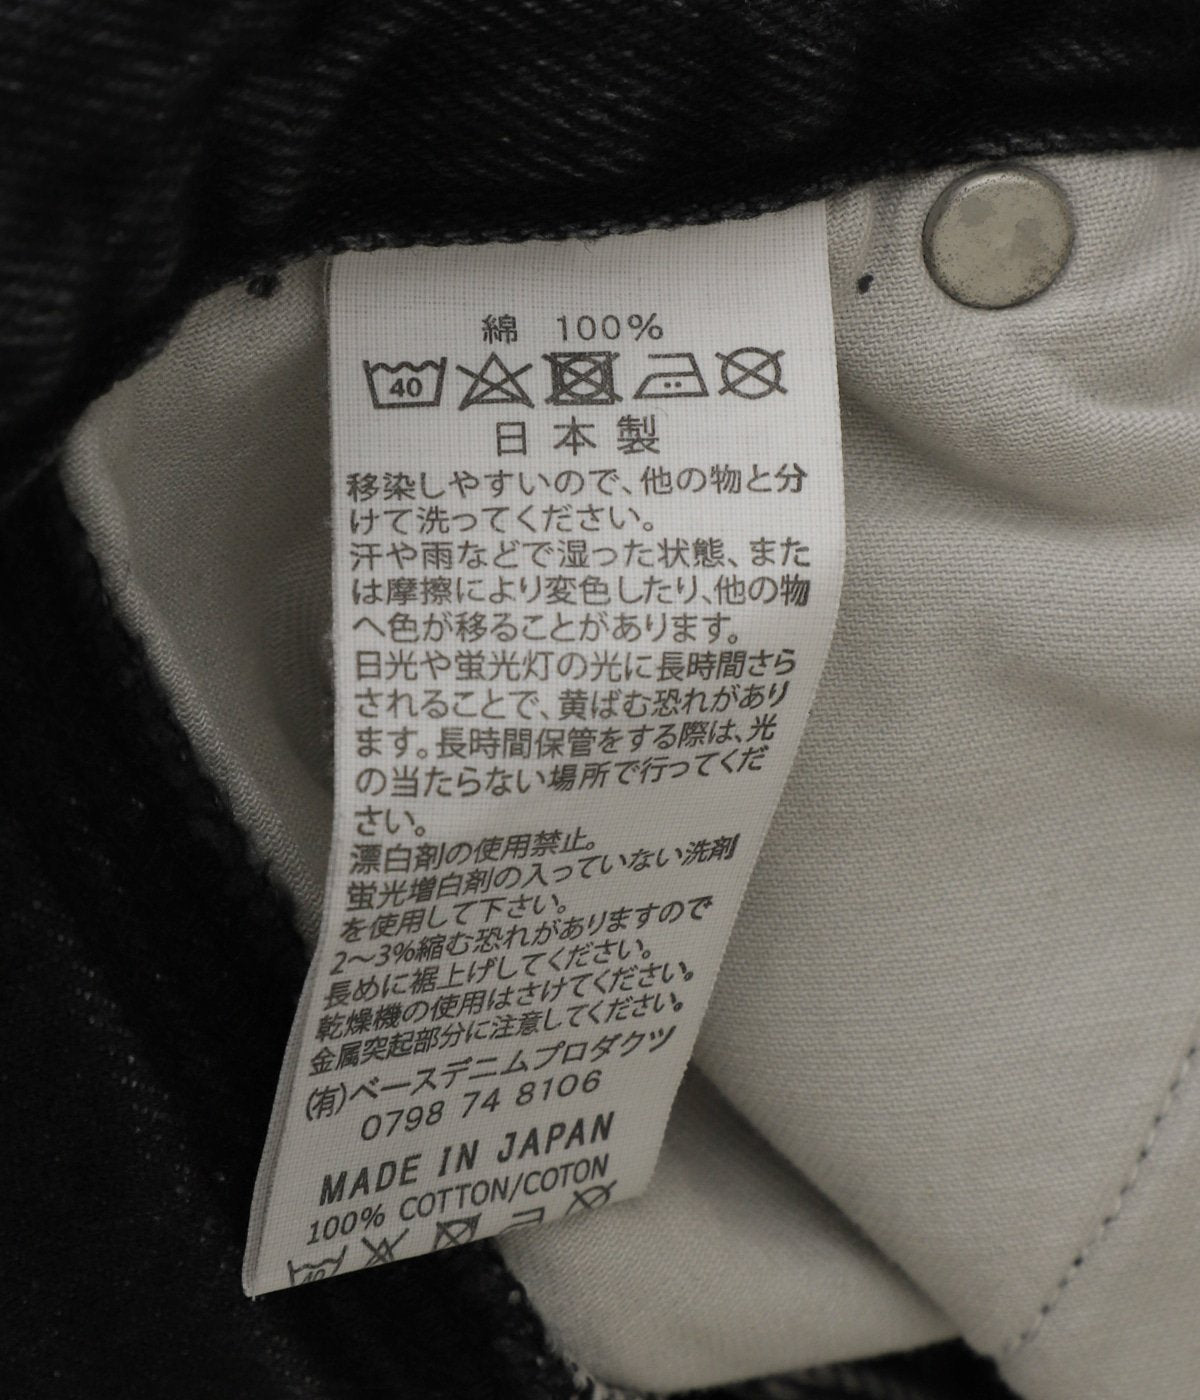 綿 100%
40
日本製
移染しやすいので、他の物と分
けて洗ってください。
汗や雨などで湿った状態、また
は摩擦により変色したり、他の物
へ色が移ることがあります。
日光や蛍光灯の光に長時間さら
されることで、黄ばむ恐れがあり
ます。長時間保管をする際は、光
の当たらない場所で行ってくだ
さい。
漂白剤の使用禁止。
蛍光増白剤の入っていない洗剤
を使用して下さい。
2〜3%縮む恐れがありますので
長めに裾上げしてください。
乾燥機の使用はさけてください。
金属突起部分に注意してください。
(有)ベースデニムプロダクツ
0798 74 8106
MADE IN JAPAN
100% COTTON/COTON
40